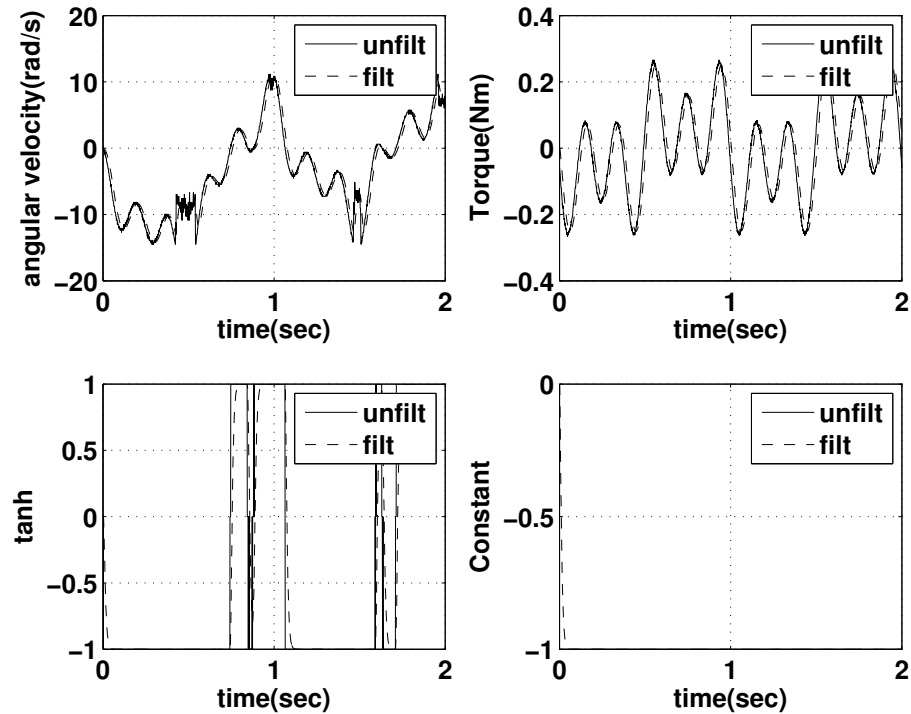 20
10
0
−10
−20
angular velocity(rad/s)
unfilt
filt
0
1
2
time(sec)
0.4
0.2
0
−0.2
−0.4
Torque(Nm)
unfilt
filt
0
1
2
time(sec)
1
0.5
0
−0.5
−1
tanh
unfilt
filt
0
1
2
time(sec)
0
−0.5
−1
Constant
unfilt
filt
0
1
2
time(sec)